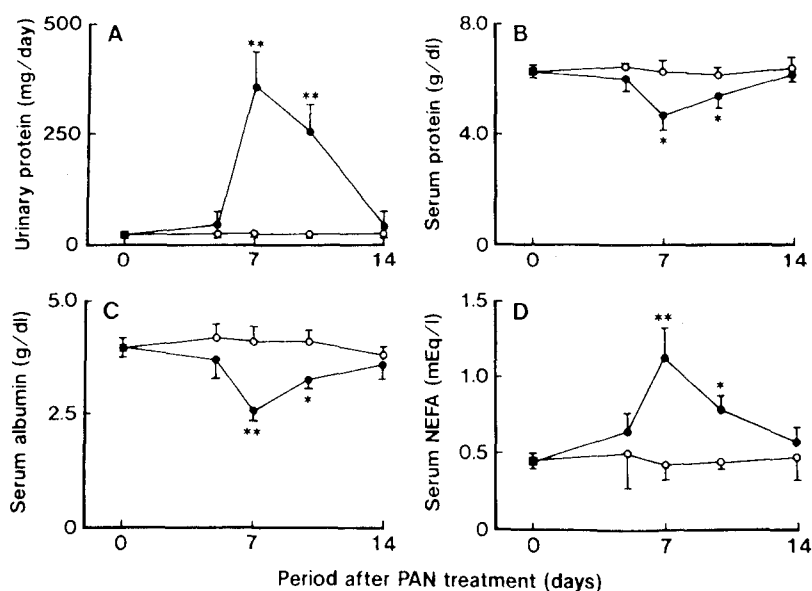 A
Urinary protein (mg/day)
500
250
0
**
**
0 7 14
B
Serum protein (g/dl)
8.0
4.0
0
*
*
0 7 14
C
Serum albumin (g/dl)
5.0
2.5
0
**
*
0 7 14
D
Serum NEFA (mEq/l)
1.5
1.0
0.5
0
**
*
0 7 14
Period after PAN treatment (days)